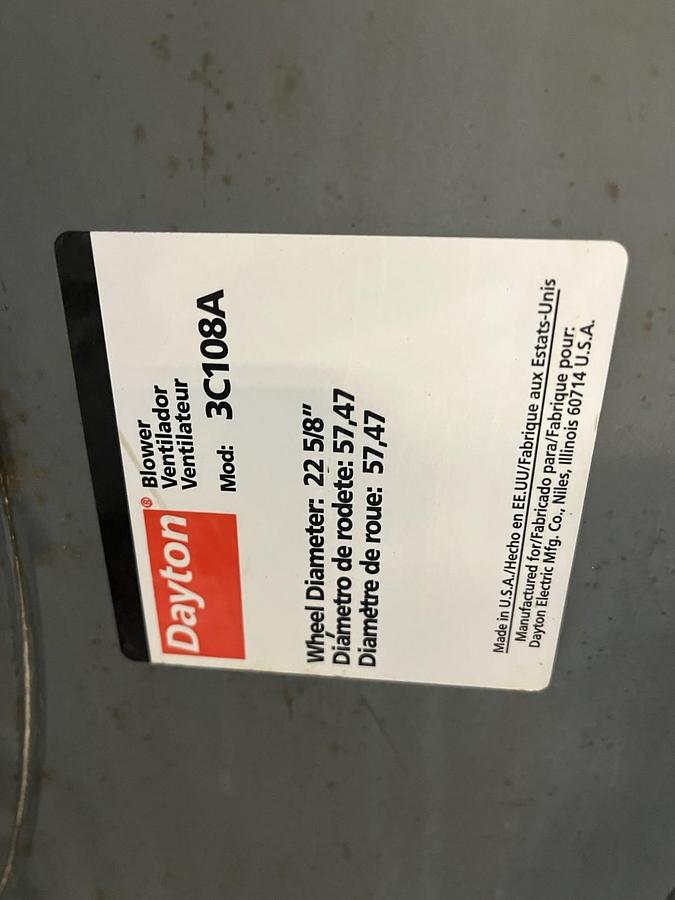 Dayton®
Blower
Ventilador
Ventilateur
Mod: 3C108A
Wheel Diameter: 22 5/8"
Diámetro de rodete: 57,47
Diamètre de roue: 57,47
Made in U.S.A./Hecho en EE.UU/Fabrique aux Estats-Unis
Manufactured for/Fabricado para/Fabrique pour:
Dayton Electric Mfg. Co., Niles, Illinois 60714 U.S.A.